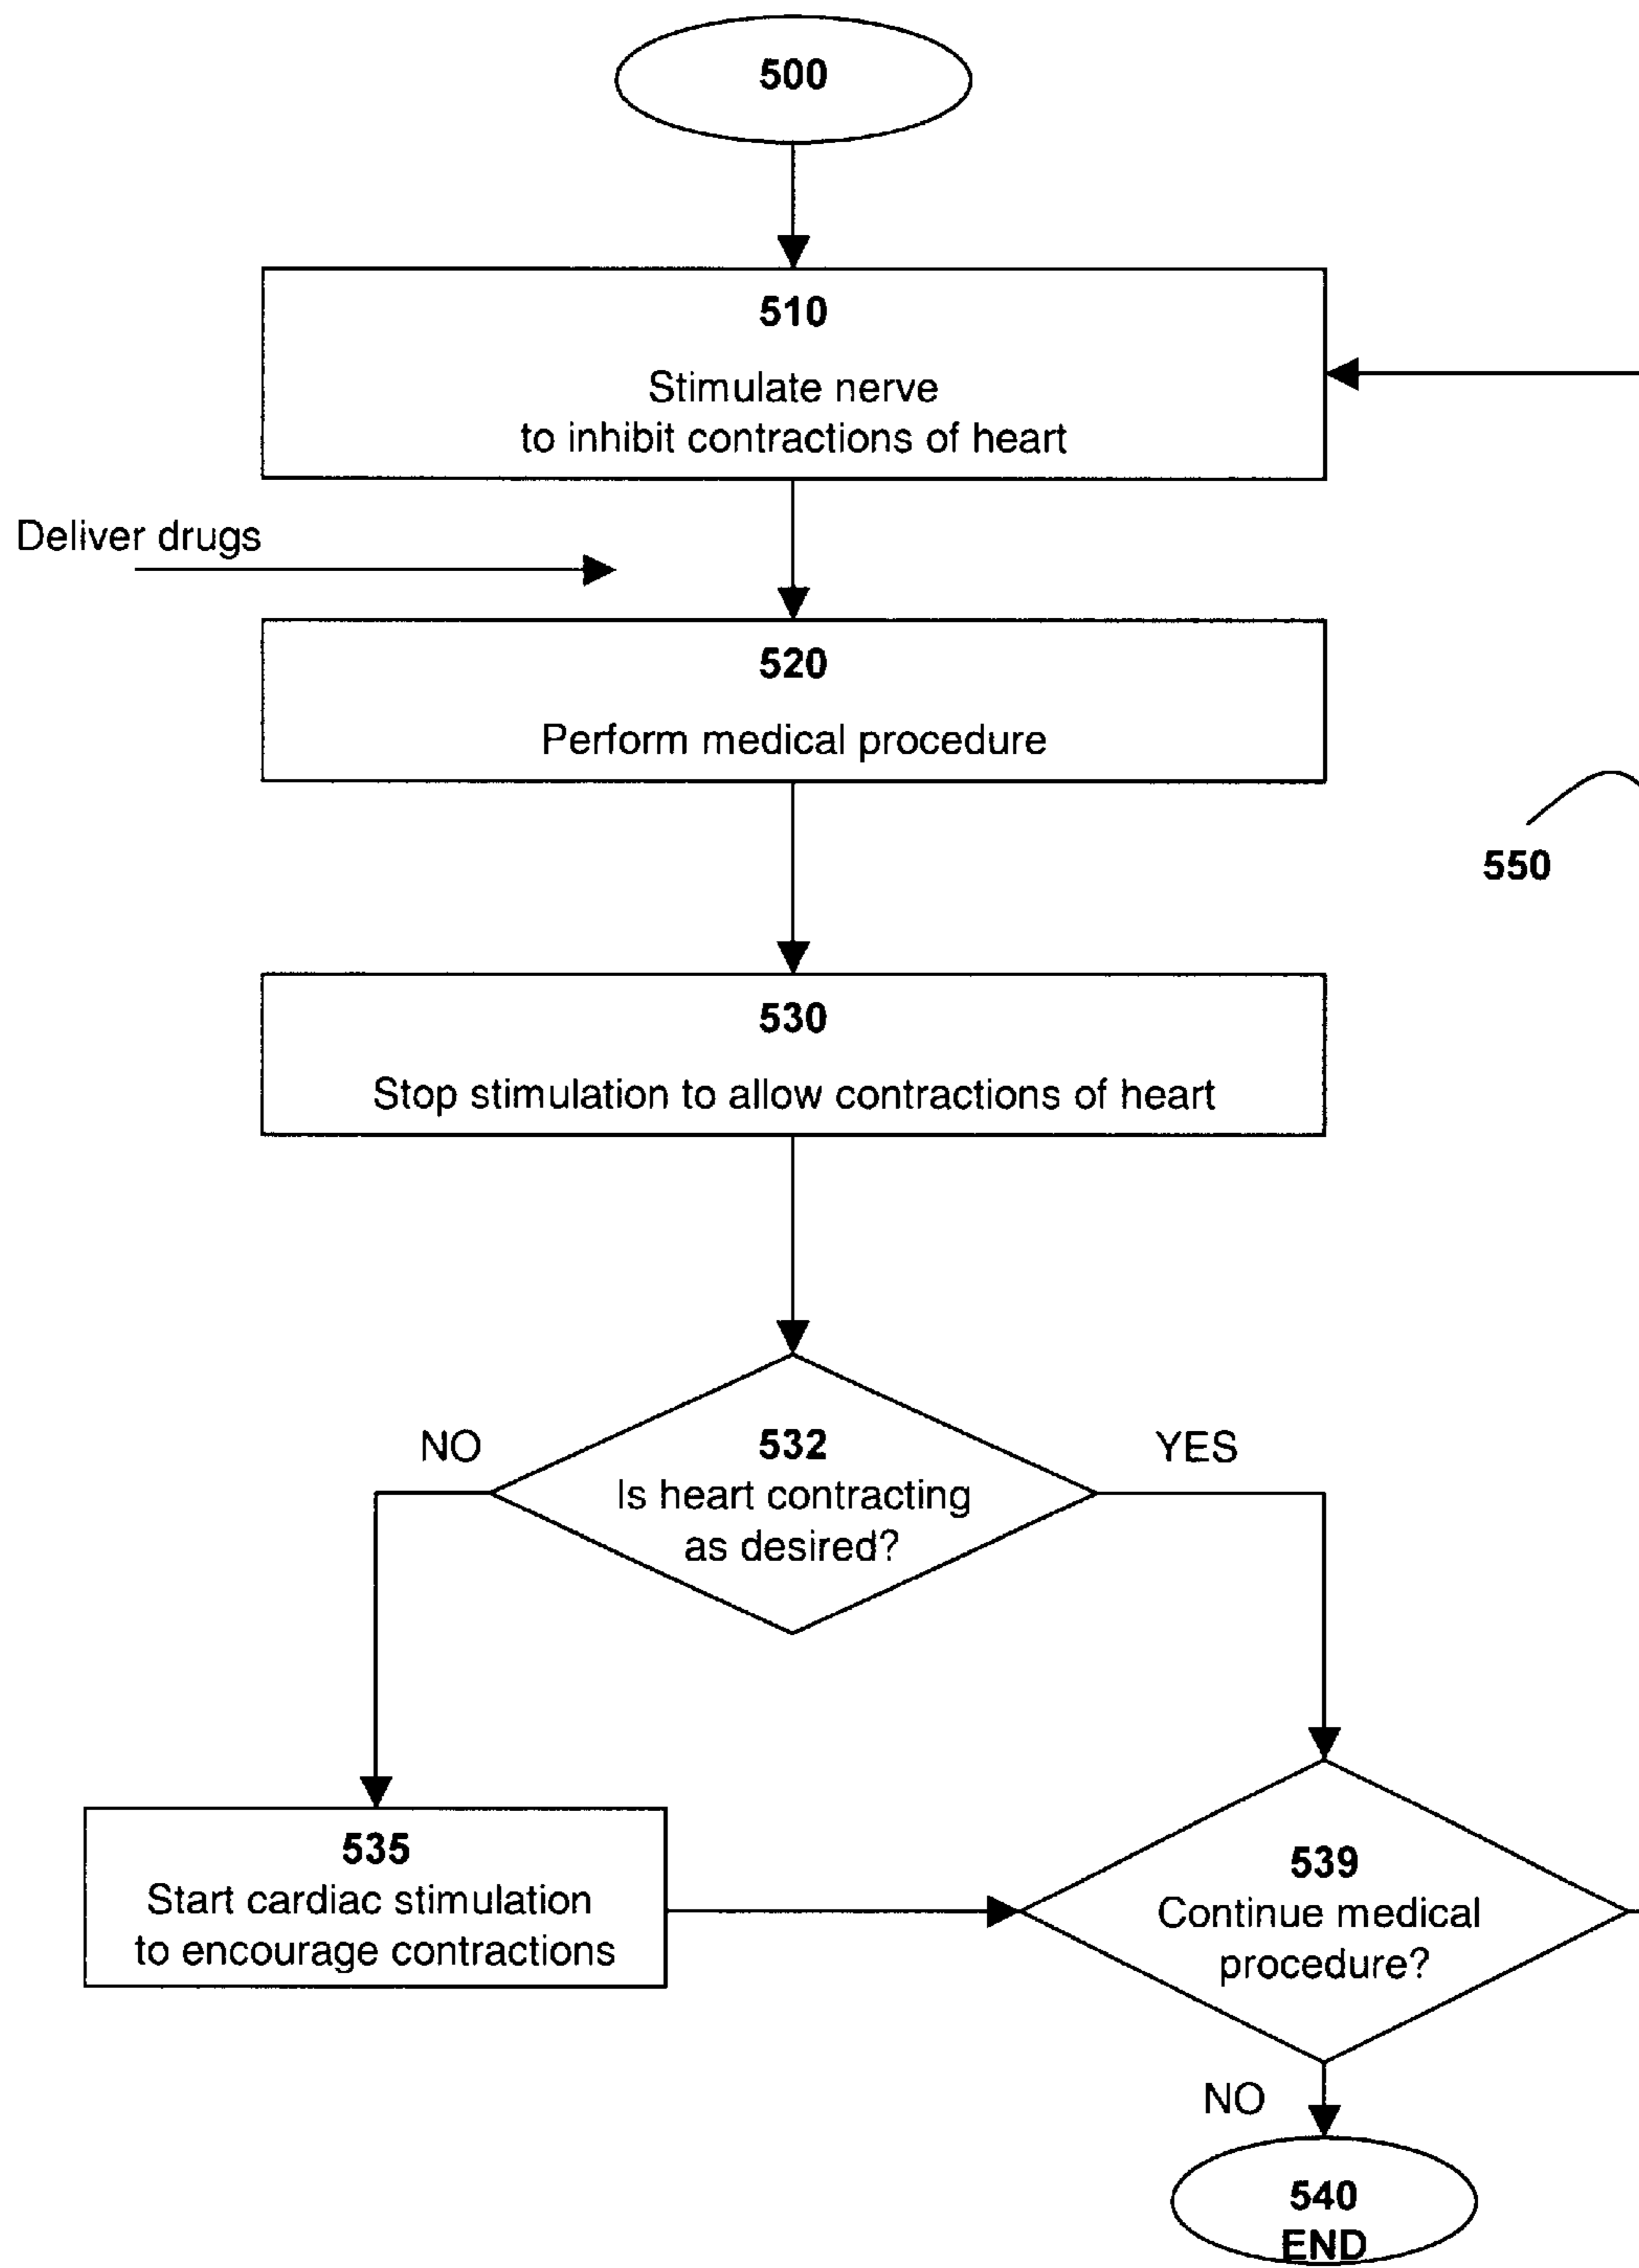 500
510
Stimulate nerve
to inhibit contractions of heart
Deliver drugs
520
Perform medical procedure
550
530
Stop stimulation to allow contractions of heart
NO
532
YES
Is heart contracting
as desired?
535
Start cardiac stimulation
to encourage contractions
539
Continue medical
procedure?
NO
540
END